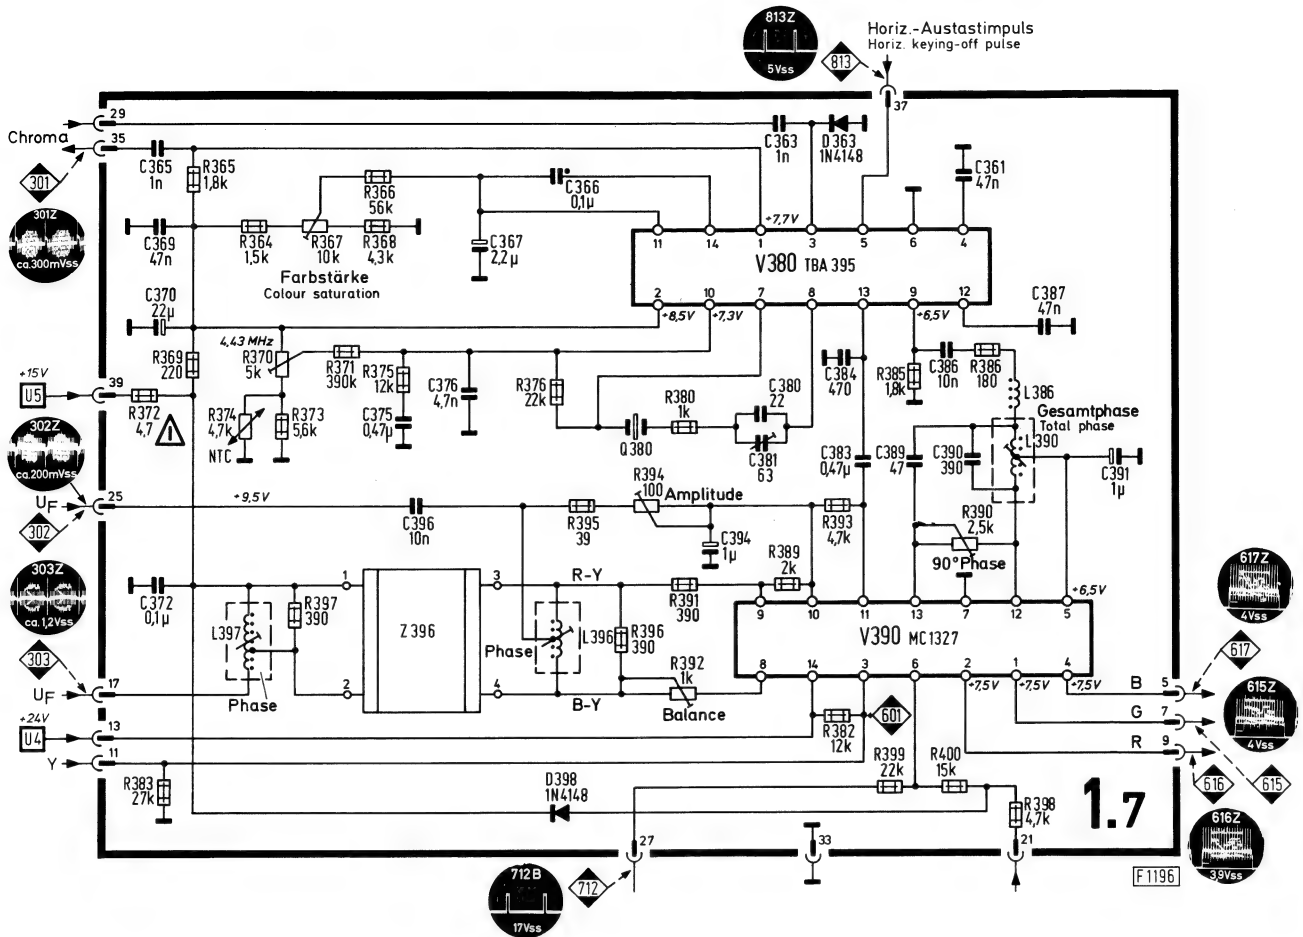 813Z
5Vss
813
Horiz.-Austastimpuls
Horiz. keying-off pulse
37
29
Chroma
35
301
301Z
ca.300mVss
C365
1n
R365
1,8k
C363
1n
D363
1N4148
C361
47n
R366
56k
C366
0,1µ
+7,7V
C369
47n
R364
1,5k
R367
10k
R368
4,3k
C367
2,2µ
Farbstärke
Colour saturation
11
14
1
3
5
6
4
V380 TBA 395
2
10
7
8
13
9
12
+8,5V
+7,3V
+6,5V
C387
47n
C370
22µ
R369
220
4,43 MHz
R370
5k
R371
390k
R375
12k
C376
4,7n
R376
22k
C384
470
R385
1,8k
C386
10n
R386
180
L386
+15V
U5
39
R372
4,7
R374
4,7k
NTC
R373
5,6k
C375
0,47µ
Q380
R380
1k
C380
22
C381
63
C383
0,47µ
C389
47
C390
390
Gesamtphase
Total phase
L390
C391
1µ
302Z
ca.200mVss
UF
25
302
+9,5V
C396
10n
R395
39
R394
100
Amplitude
C394
1µ
R393
4,7k
R390
2,5k
90°Phase
303Z
ca. 1,2Vss
303
C372
0,1µ
L397
R397
390
1
2
Z 396
3
4
R-Y
B-Y
Phase
L396
R396
390
R391
390
R389
2k
R392
1k
Balance
9
10
11
13
7
12
5
+6,5V
V390 MC1327
8
14
3
6
2
1
4
+7,5V
+7,5V
+7,5V
617Z
4Vss
617
UF
17
Phase
+24V
U4
13
11
Y
R383
27k
R382
12k
601
B
5
G
7
R
9
615Z
4Vss
616
615
616Z
3,9Vss
D398
1N4148
R399
22k
R400
15k
R398
4,7k
1.7
27
33
21
712B
17Vss
712
F1196